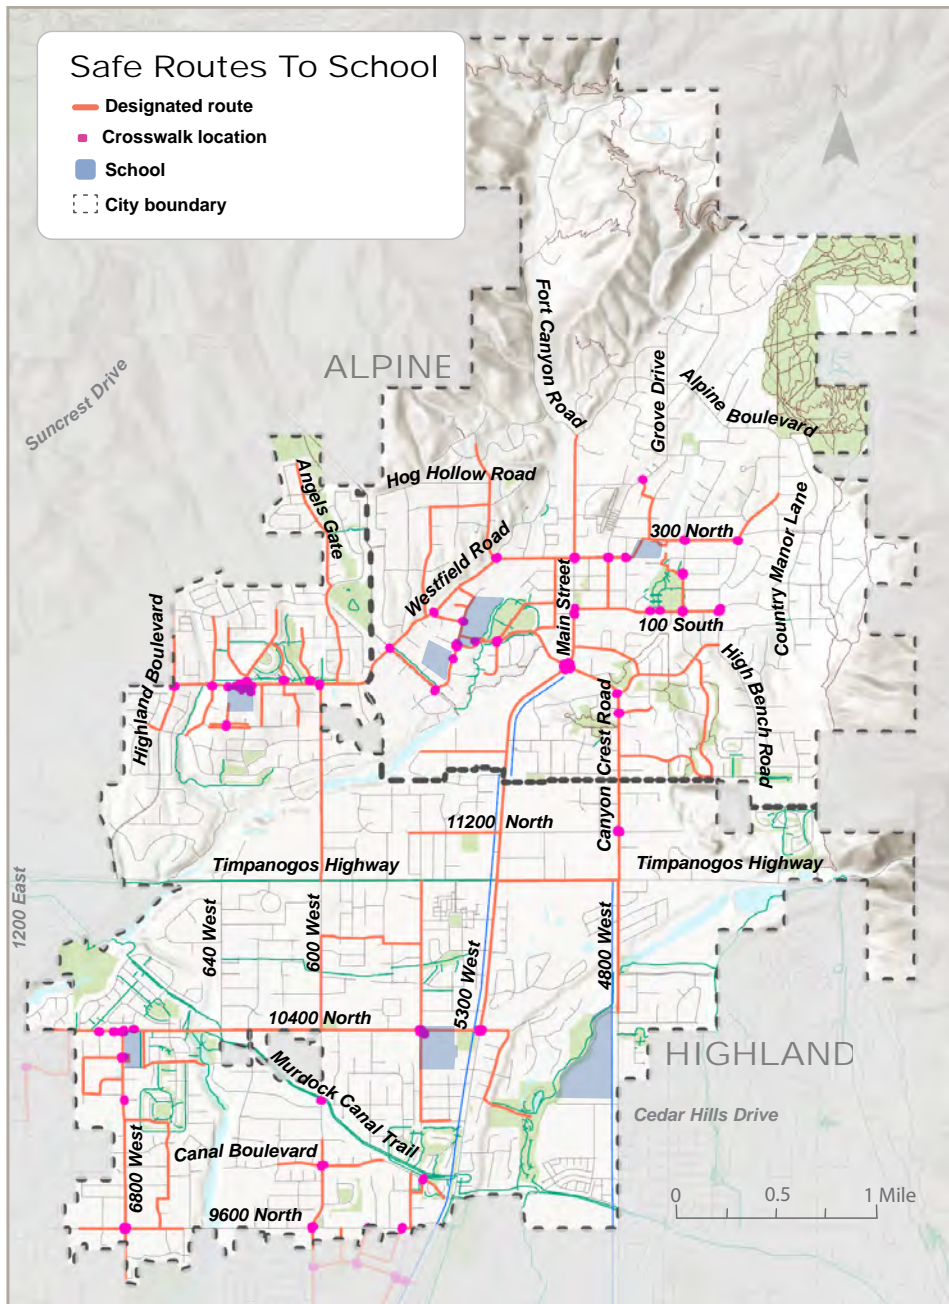 Safe Routes To School
Designated route
Crosswalk location
School
City boundary
N
Fort Canyon Road
ALPINE
Suncrest Drive
Grove Drive
Alpine Boulevard
Angels Gate
Hog Hollow Road
Country Manor Lane
300 North
Westfield Road
Main Street
100 South
Highland Boulevard
High Bench Road
Canyon Crest Road
11200 North
Timpanogos Highway
Timpanogos Highway
1200 East
640 West
600 West
5300 West
4800 West
10400 North
HIGHLAND
Murdock Canal Trail
Cedar Hills Drive
Canal Boulevard
6800 West
9600 North
0 0.5 1 Mile